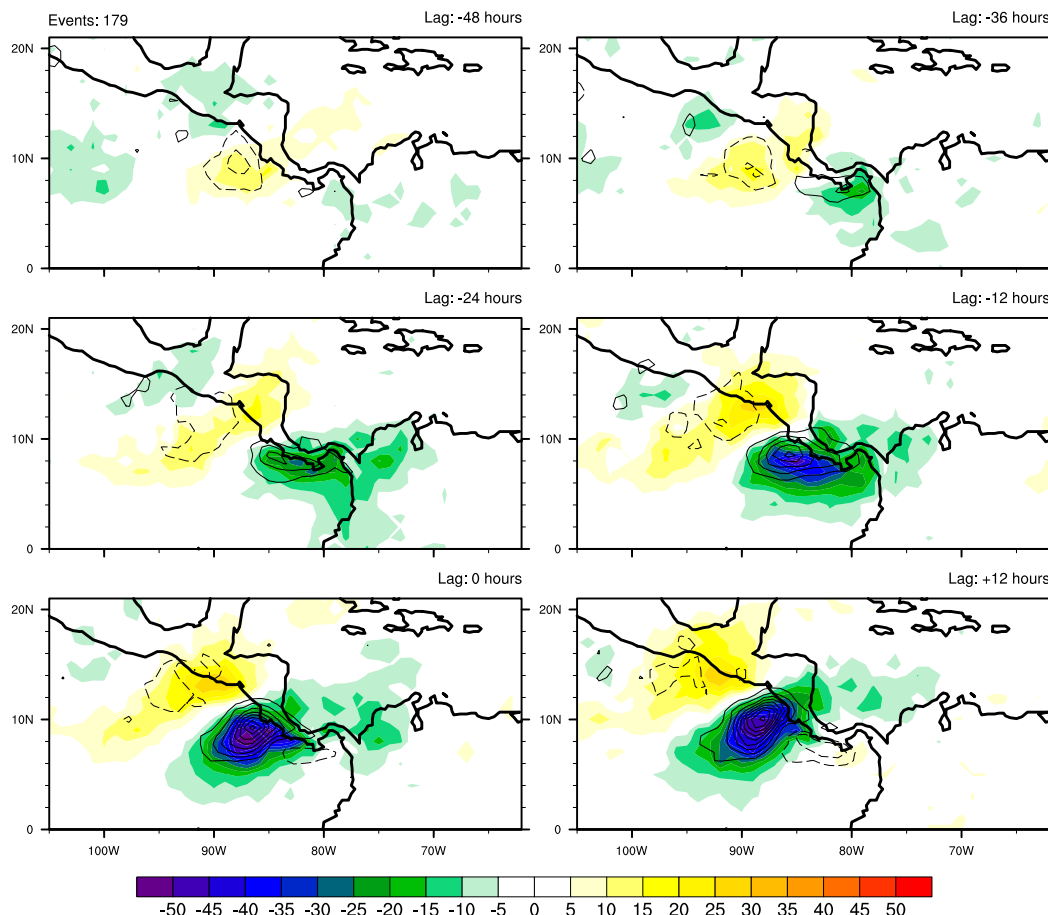 Events: 179
Lag: -48 hours
Lag: -36 hours
20N
20N
10N
10N
0
0
Lag: -24 hours
Lag: -12 hours
20N
20N
10N
10N
0
0
Lag: 0 hours
Lag: +12 hours
20N
20N
10N
10N
0
0
100W 90W 80W 70W
100W 90W 80W 70W
-50 -45 -40 -35 -30 -25 -20 -15 -10 -5 0 5 10 15 20 25 30 35 40 45 50